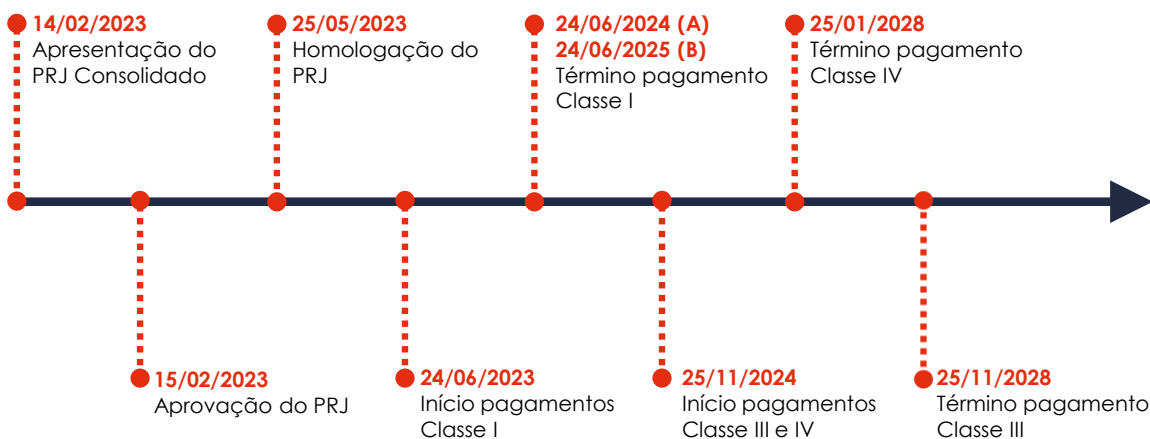 14/02/2023
Apresentação do
PRJ Consolidado
15/02/2023
Aprovação do PRJ
25/05/2023
Homologação do
PRJ
24/06/2023
Início pagamentos
Classe I
24/06/2024 (A)
24/06/2025 (B)
Término pagamento
Classe I
25/11/2024
Início pagamentos
Classe III e IV
25/01/2028
Término pagamento
Classe IV
25/11/2028
Término pagamento
Classe III